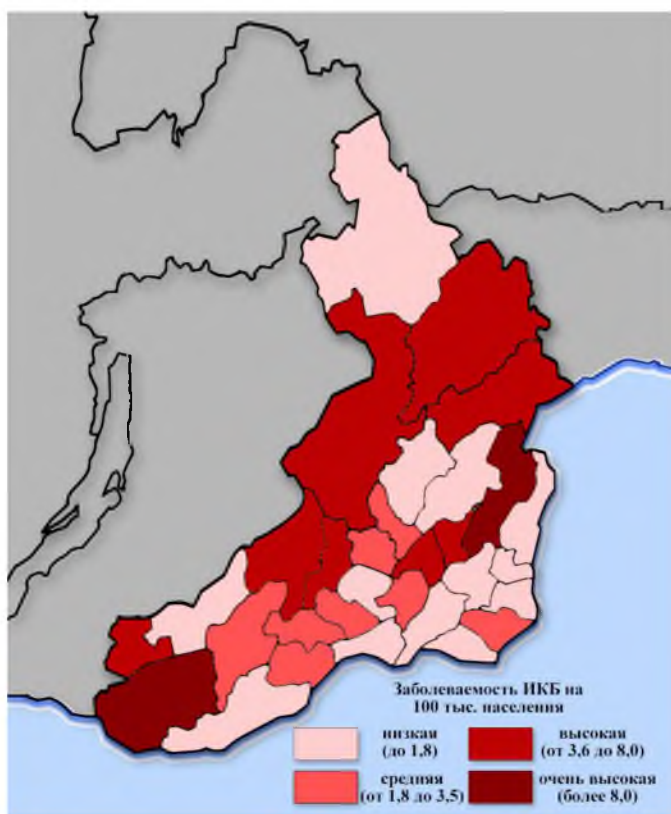 Заболеваемость ИКБ на
100 тыс. населения
низкая
(до 1,8)
высокая
(от 3,6 до 8,0)
средняя
(от 1,8 до 3,5)
очень высокая
(более 8,0)